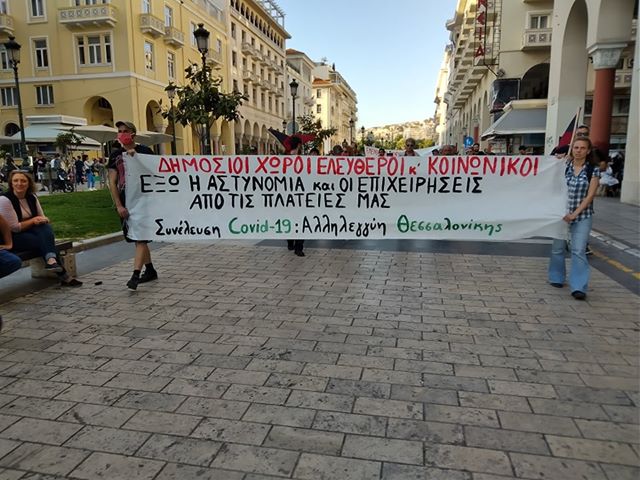 ΔΗΜΟΣΙΟΙ ΧΩΡΟΙ ΕΛΕΥΘΕΡΟΙ κ' ΚΟΙΝΩΝΙΚΟΙ
ΕΞΩ Η ΑΣΤΥΝΟΜΙΑ και ΟΙ ΕΠΙΧΕΙΡΗΣΕΙΣ
ΑΠΟ ΤΙΣ ΠΛΑΤΕΙΕΣ ΜΑΣ
Συνέλευση Covid-19: Αλληλεγγύη Θεσσαλονίκης